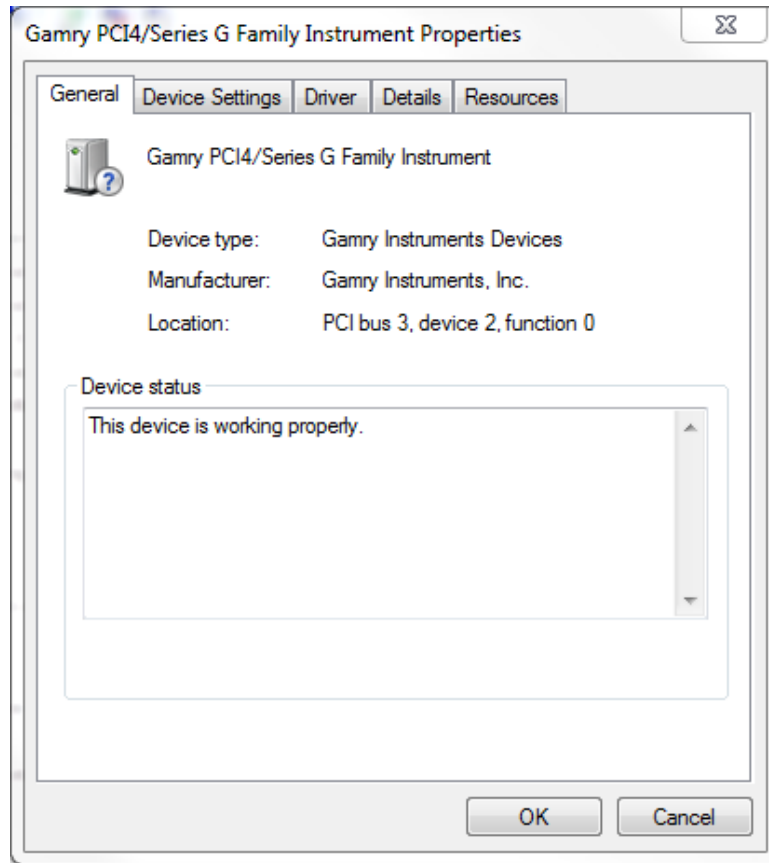 Gamry PCI4/Series G Family Instrument Properties
General Device Settings Driver Details Resources
Gamry PCI4/Series G Family Instrument
Device type: Gamry Instruments Devices
Manufacturer: Gamry Instruments, Inc.
Location: PCI bus 3, device 2, function 0
Device status
This device is working properly.
OK Cancel